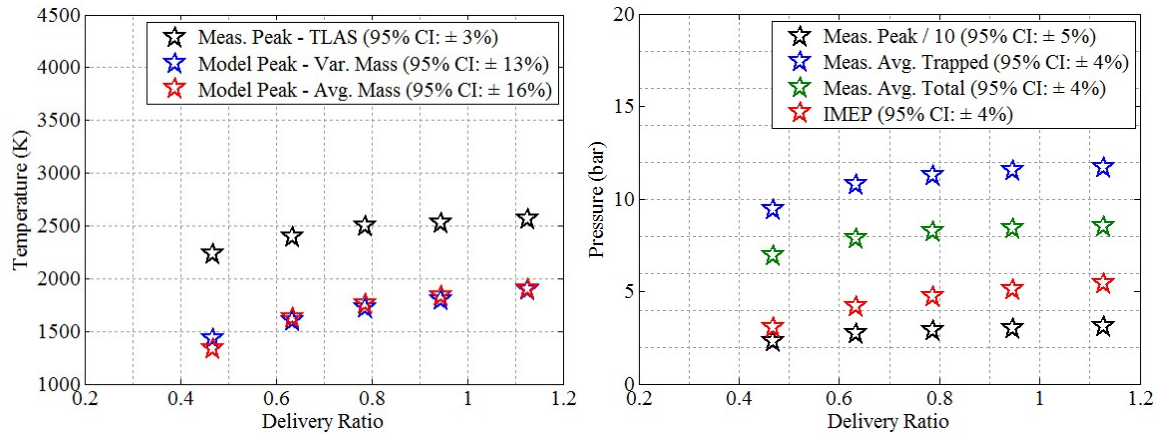 4500
4000
3500
3000
2500
2000
1500
1000
Temperature (K)
Meas. Peak - TLAS (95% CI: ± 3%)
Model Peak - Var. Mass (95% CI: ± 13%)
Model Peak - Avg. Mass (95% CI: ± 16%)
0.2 0.4 0.6 0.8 1 1.2
Delivery Ratio
20
15
10
5
0
Pressure (bar)
Meas. Peak / 10 (95% CI: ± 5%)
Meas. Avg. Trapped (95% CI: ± 4%)
Meas. Avg. Total (95% CI: ± 4%)
IMEP (95% CI: ± 4%)
0.2 0.4 0.6 0.8 1 1.2
Delivery Ratio